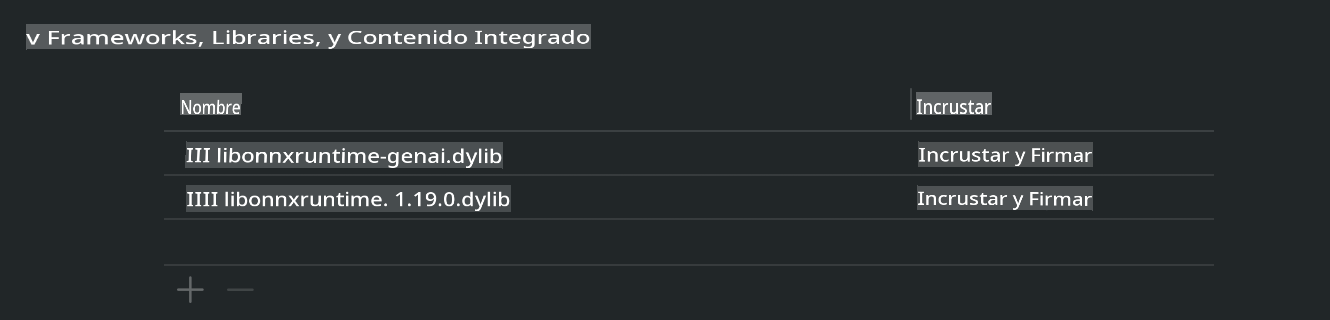 v Frameworks, Libraries, y Contenido Integrado
Nombre Incrustar
III libonnxruntime-genai.dylib Incrustar y Firmar
IIII libonnxruntime. 1.19.0.dylib Incrustar y Firmar